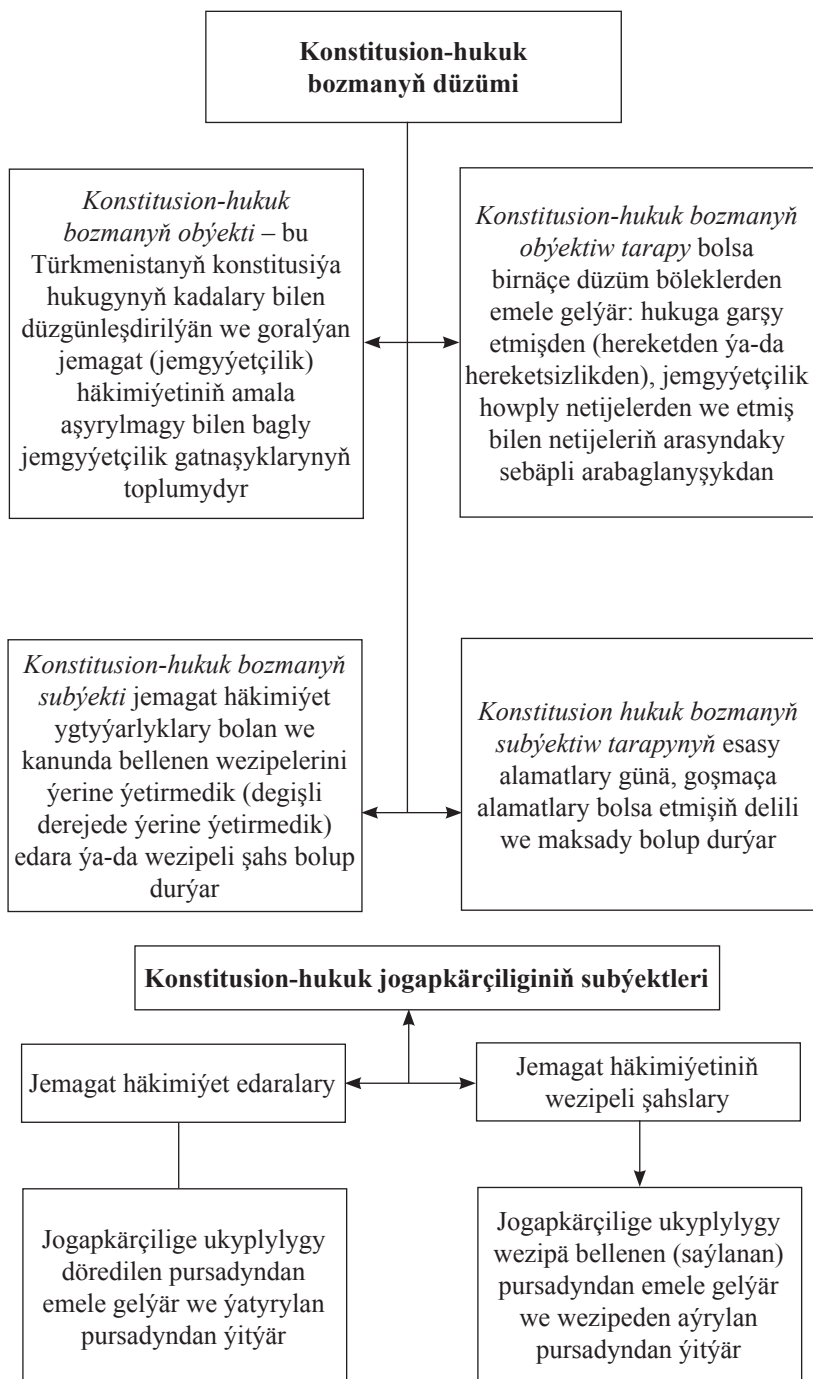 Konstitusion-hukuk
bozmanyň düzümi
Konstitusion-hukuk
bozmanyň obýekti – bu
Türkmenistanyň konstitusiýa
hukugynyň kadalary bilen
düzgünleşdirilýän we goralýan
jemagat (jemgyýetçilik)
häkimiýetiniň amala
aşyrylmagy bilen bagly
jemgyýetçilik gatnaşyklarynyň
toplumydyr
Konstitusion-hukuk bozmanyň
obýektiw tarapy bolsa
birnäçe düzüm böleklerden
emele gelýär: hukuga garşy
etmişden (hereketden ýa-da
hereketsizlikden), jemgyýetçilik
howply netijelerden we etmiş
bilen netijeleriň arasyndaky
sebäpli arabaglanyşykdan
Konstitusion-hukuk bozmanyň
subýekti jemagat häkimiýet
ygtyýarlyklary bolan we
kanunda bellenen wezipelerini
ýerine ýetirmedik (degişli
derejede ýerine ýetirmedik)
edara ýa-da wezipeli şahs bolup
durýar
Konstitusion hukuk bozmanyň
subýektiw tarapynyň esasy
alamatlary günä, goşmaça
alamatlary bolsa etmişiň delili
we maksady bolup durýar
Konstitusion-hukuk jogapkärçiliginiň subýektleri
Jemagat häkimiýet edaralary
Jemagat häkimiýetiniň
wezipeli şahslary
Jogapkärçilige ukyplylygy
döredilen pursadyndan
emele gelýär we ýatyrylan
pursadyndan ýitýär
Jogapkärçilige ukyplylygy
wezipä bellenen (saýlanan)
pursadyndan emele gelýär
we wezipeden aýrylan
pursadyndan ýitýär